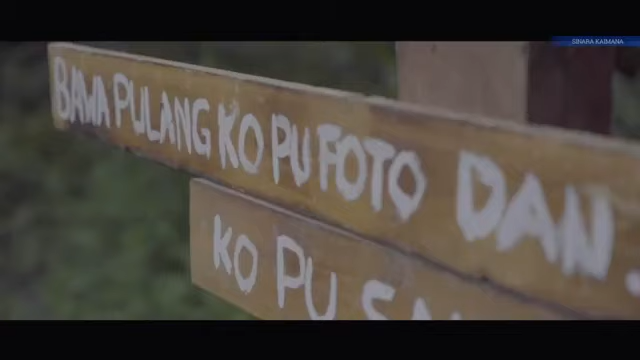 SINARA KAIMANA
BAWA PULANG KO PU FOTO DAN
KO PU